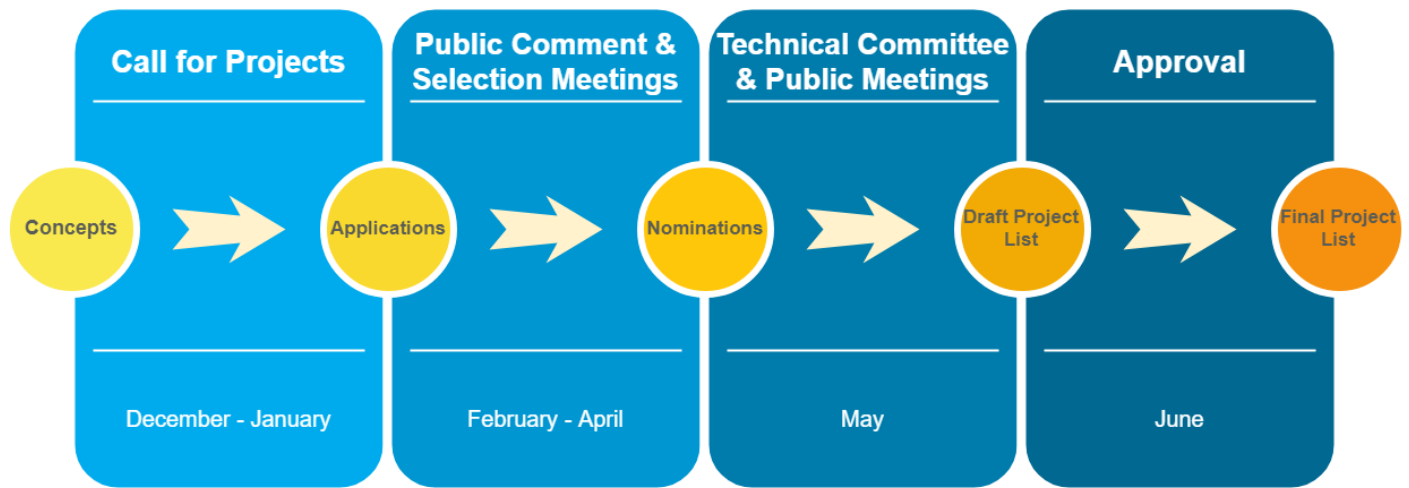 Call for Projects
Public Comment &
Selection Meetings
Technical Committee
& Public Meetings
Approval
Concepts
Applications
Nominations
Draft Project
List
Final Project
List
December - January
February - April
May
June